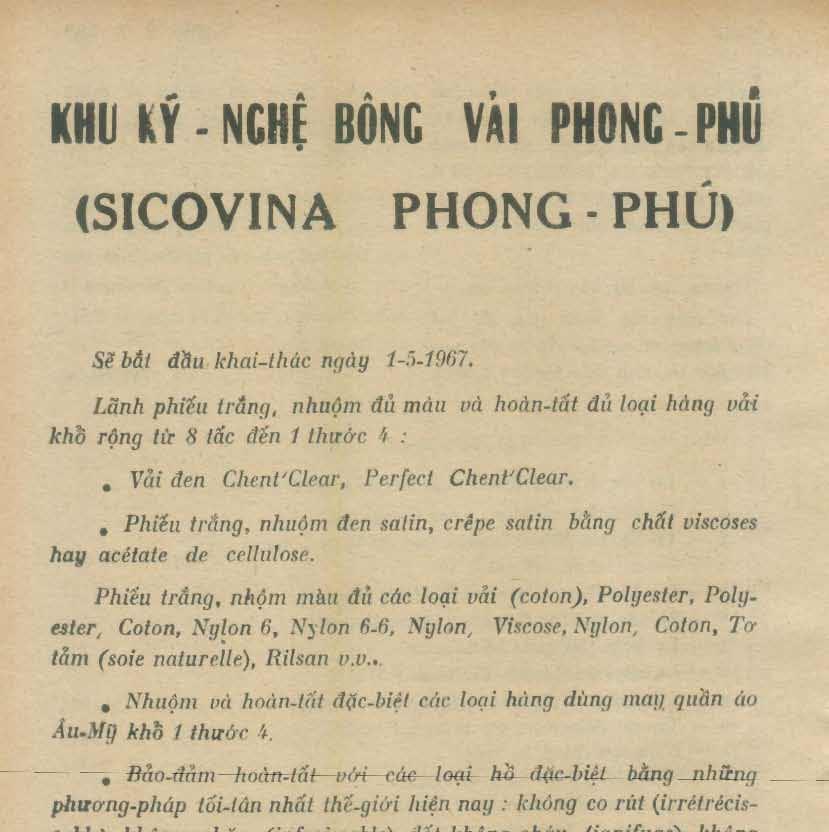 KHU KỸ - NGHỆ BÔNG VẢI PHONG - PHÚ
(SICOVINA PHONG - PHÚ)
Sẽ bắt đầu khai-thác ngày 1-5-1967.
Lãnh phiếu trắng, nhuộm đủ màu và hoàn-tất đủ loại hàng vải
khổ rộng từ 8 tấc đến 1 thước 4 :
• Vải đen Chent'Clear, Perfect Chent'Clear.
• Phiếu trắng, nhuộm đen satin, crêpe satin bằng chất viscoses
hay acétate de cellulose.
Phiếu trắng, nhộm màu đủ các loại vải (coton), Polyester, Poly-
ester, Coton, Nylon 6, Nylon 6-6, Nylon, Viscose, Nylon, Coton, Tơ
tằm (soie naturelle), Rilsan v.v..
• Nhuộm và hoàn-tất đặc-biệt các loại hàng dùng may quần áo
Âu-Mỹ khổ 1 thước 4.
• Bảo-đảm hoàn-tất với các loại hồ đặc-biệt bằng những
phương-pháp tối-tân nhất thế-giới hiện nay : không co rút (irrétrécis-